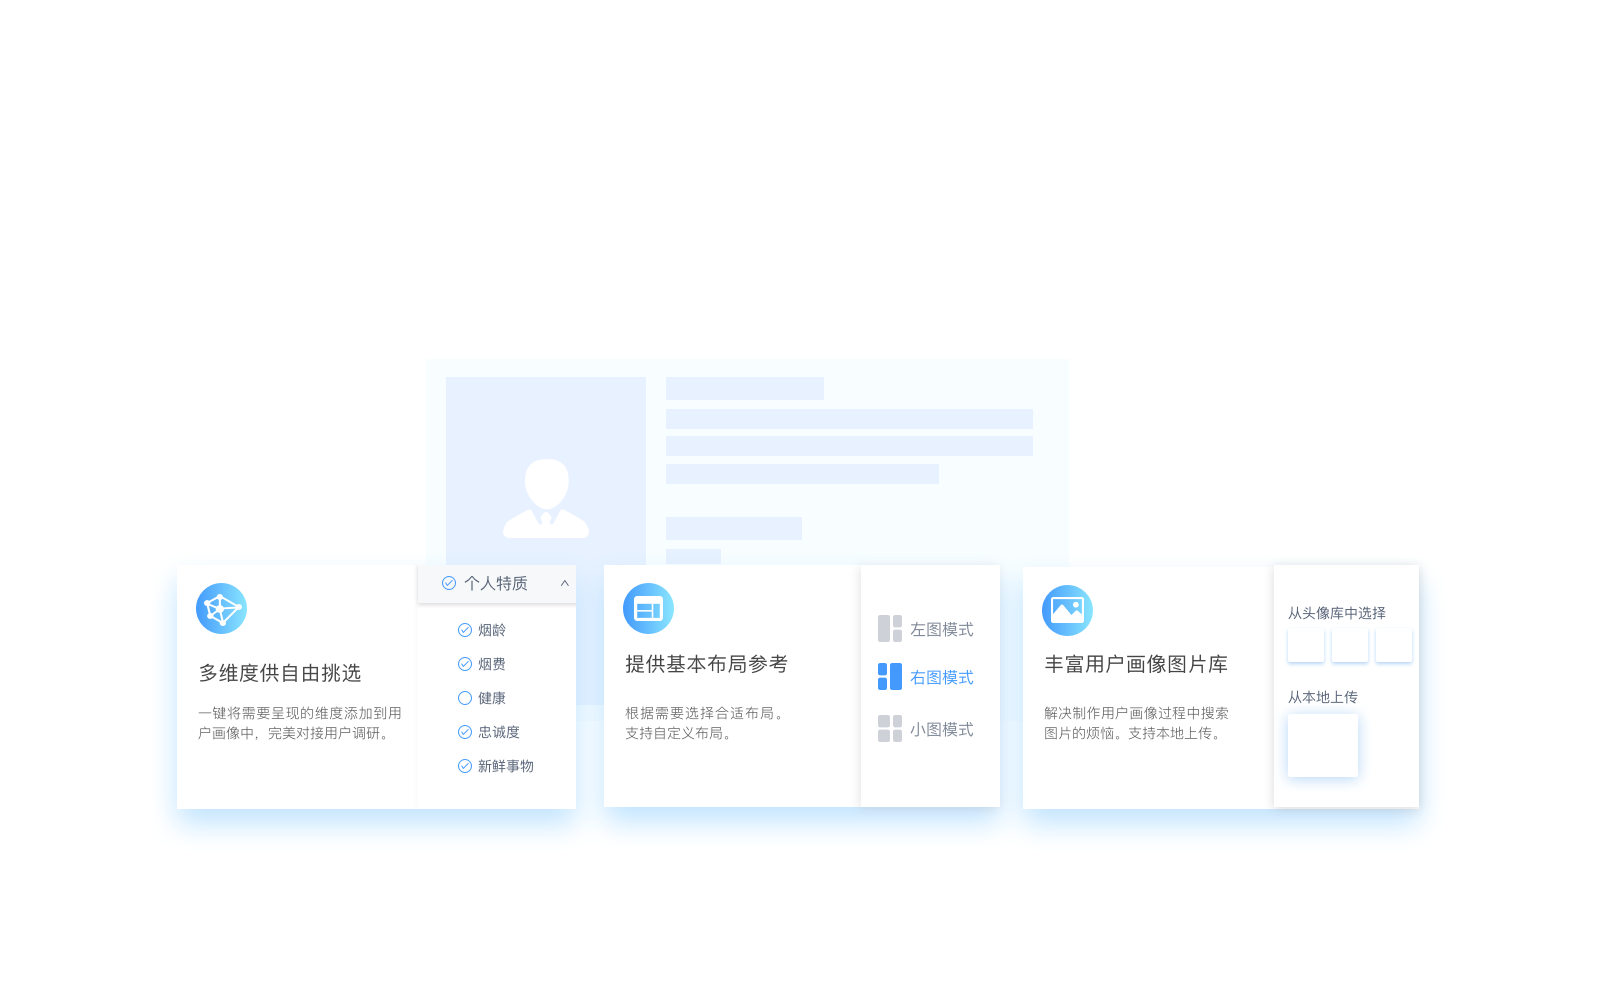 多维度供自由挑选
一键将需要呈现的维度添加到用
户画像中，完美对接用户调研。
个人特质
烟龄
烟费
健康
忠诚度
新鲜事物
提供基本布局参考
根据需要选择合适布局。
支持自定义布局。
左图模式
右图模式
小图模式
丰富用户画像图片库
解决制作用户画像过程中搜索
图片的烦恼。支持本地上传。
从头像库中选择
从本地上传